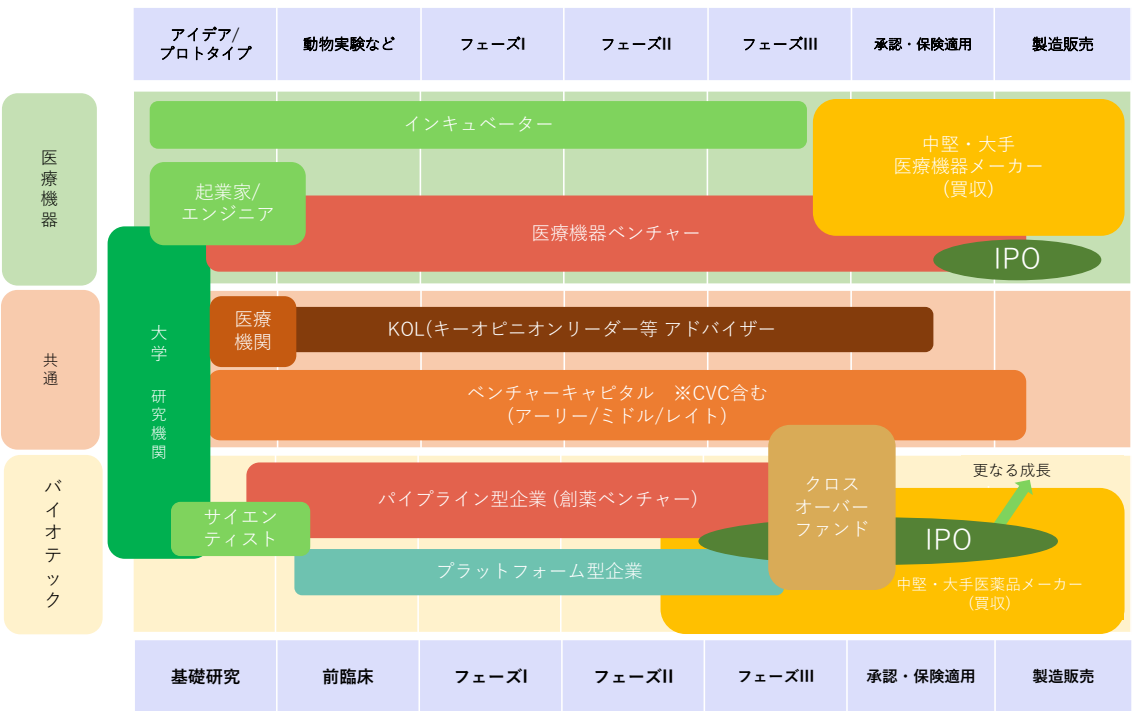 アイデア/
プロトタイプ
動物実験など
フェーズI
フェーズII
フェーズIII
承認・保険適用
製造販売
医療機器
インキュベーター
中堅・大手
医療機器メーカー
(買収)
起業家/
エンジニア
医療機器ベンチャー
IPO
共通
大学 研究機関
医療
機関
KOL(キーオピニオンリーダー等 アドバイザー
ベンチャーキャピタル ※CVC含む
(アーリー/ミドル/レイト)
バイオテック
更なる成長
パイプライン型企業 (創薬ベンチャー)
クロス
オーバー
ファンド
サイエン
ティスト
IPO
プラットフォーム型企業
中堅・大手医薬品メーカー
(買収)
基礎研究
前臨床
フェーズI
フェーズII
フェーズIII
承認・保険適用
製造販売